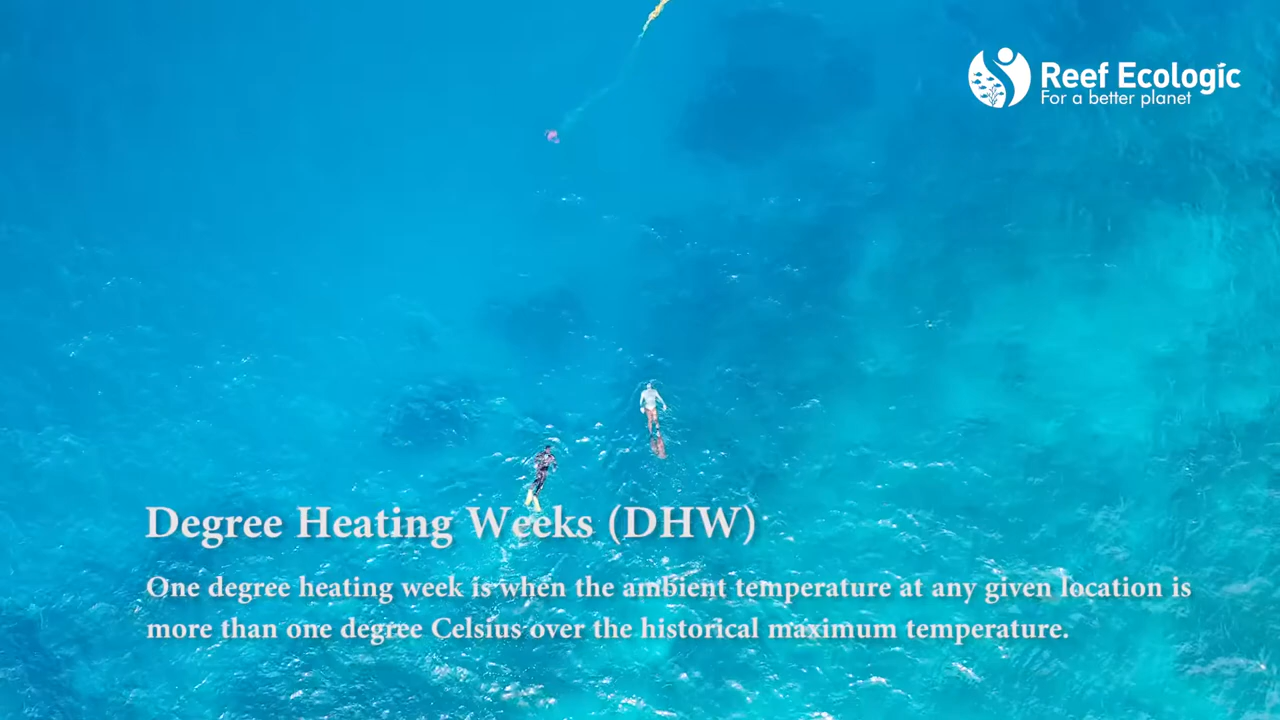 Reef Ecologic
For a better planet
Degree Heating Weeks (DHW)
One degree heating week is when the ambient temperature at any given location is
more than one degree Celsius over the historical maximum temperature.